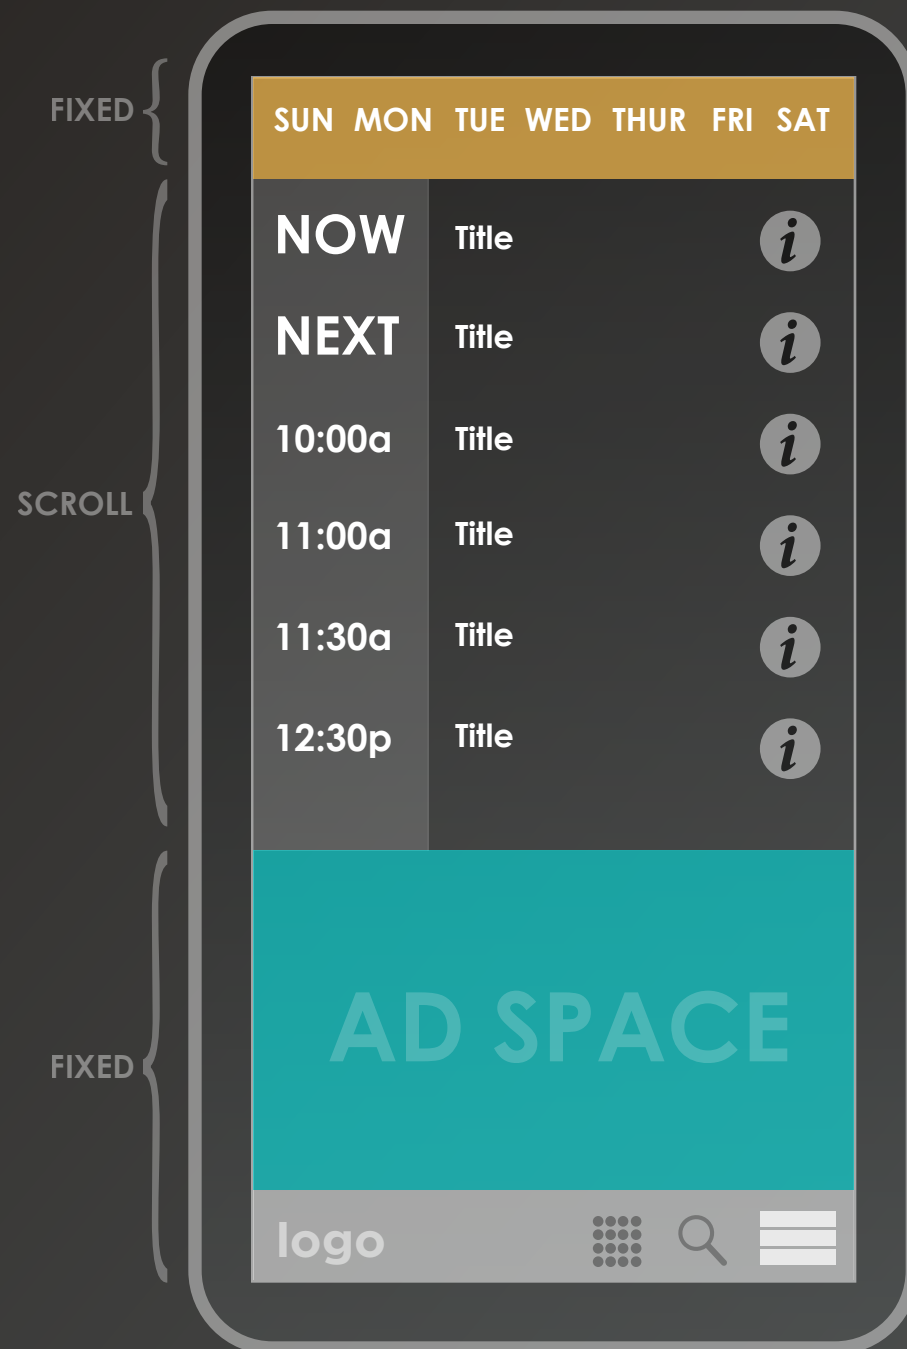 FIXED
SUN MON TUE WED THUR FRI SAT
NOW Title i
NEXT Title i
10:00a Title i
SCROLL
11:00a Title i
11:30a Title i
12:30p Title i
AD SPACE
FIXED
logo